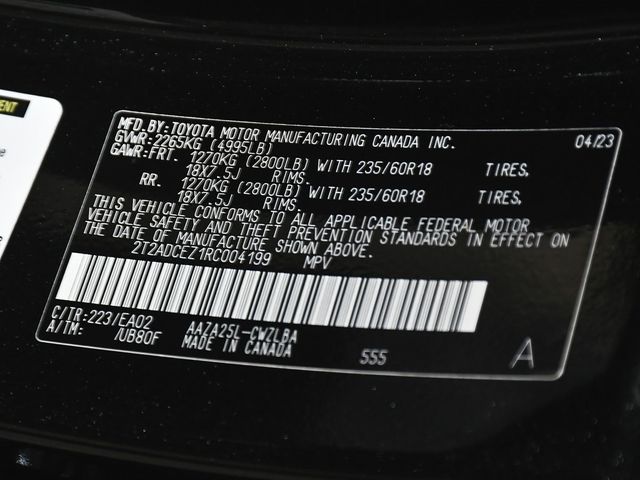 ENT
MFD. BY: TOYOTA MOTOR MANUFACTURING CANADA INC. 04/23
GVWR: 2265KG (4995LB)
GAWR: FRT. 1270KG (2800LB) WITH 235/60R18 TIRES,
18X7.5J RIMS,
RR. 1270KG (2800LB) WITH 235/60R18 TIRES,
18X7.5J RIMS,
THIS VEHICLE CONFORMS TO ALL APPLICABLE FEDERAL MOTOR
VEHICLE SAFETY AND THEFT PREVENTION STANDARDS IN EFFECT ON
THE DATE OF MANUFACTURE SHOWN ABOVE.
2T2ADCEZ1RC004199 MPV
C/TR: 223/EA02 AAZA25L-CWZLBA
A/TM: /UB80F MADE IN CANADA 555 A